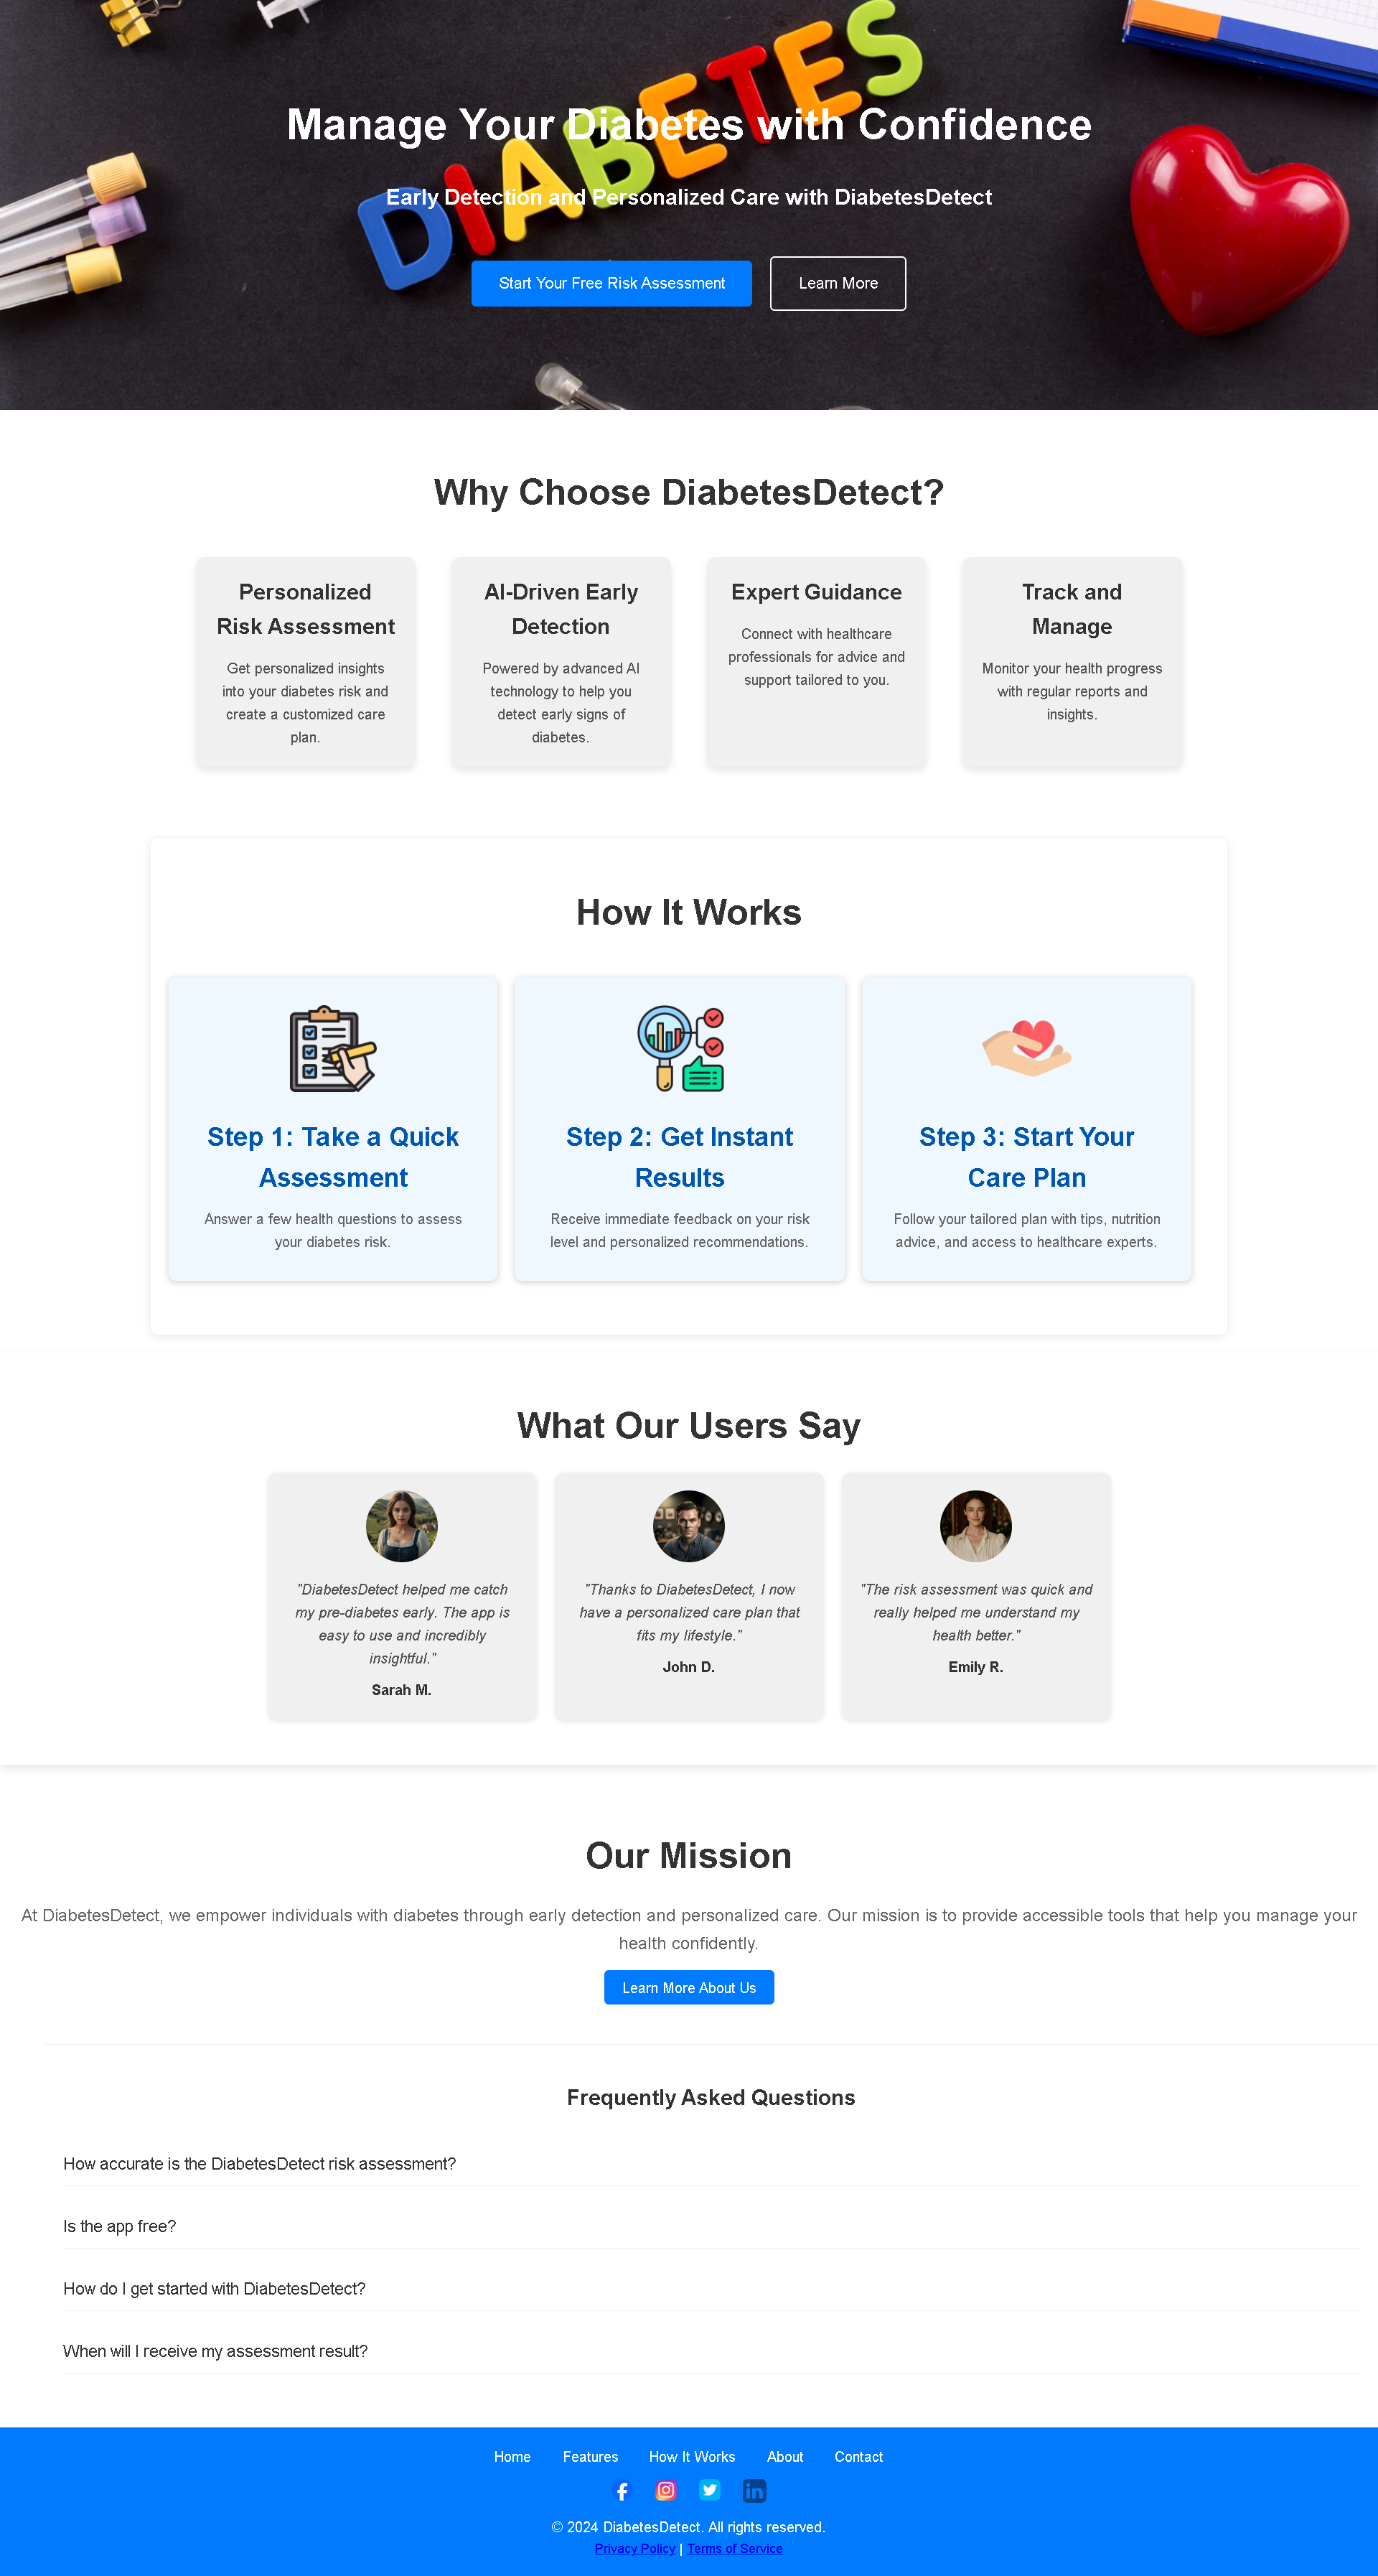 DIABETES
Manage Your Diabetes with Confidence
Early Detection and Personalized Care with DiabetesDetect
Start Your Free Risk Assessment
Learn More
Why Choose DiabetesDetect?
Personalized
Risk Assessment
Get personalized insights
into your diabetes risk and
create a customized care
plan.
AI-Driven Early
Detection
Powered by advanced AI
technology to help you
detect early signs of
diabetes.
Expert Guidance
Connect with healthcare
professionals for advice and
support tailored to you.
Track and
Manage
Monitor your health progress
with regular reports and
insights.
How It Works
Step 1: Take a Quick
Assessment
Answer a few health questions to assess
your diabetes risk.
Step 2: Get Instant
Results
Receive immediate feedback on your risk
level and personalized recommendations.
Step 3: Start Your
Care Plan
Follow your tailored plan with tips, nutrition
advice, and access to healthcare experts.
What Our Users Say
"DiabetesDetect helped me catch
my pre-diabetes early. The app is
easy to use and incredibly
insightful."
Sarah M.
"Thanks to DiabetesDetect, I now
have a personalized care plan that
fits my lifestyle."
John D.
"The risk assessment was quick and
really helped me understand my
health better."
Emily R.
Our Mission
At DiabetesDetect, we empower individuals with diabetes through early detection and personalized care. Our mission is to provide accessible tools that help you manage your
health confidently.
Learn More About Us
Frequently Asked Questions
How accurate is the DiabetesDetect risk assessment?
Is the app free?
How do I get started with DiabetesDetect?
When will I receive my assessment result?
Home Features How It Works About Contact
© 2024 DiabetesDetect. All rights reserved.
Privacy Policy | Terms of Service